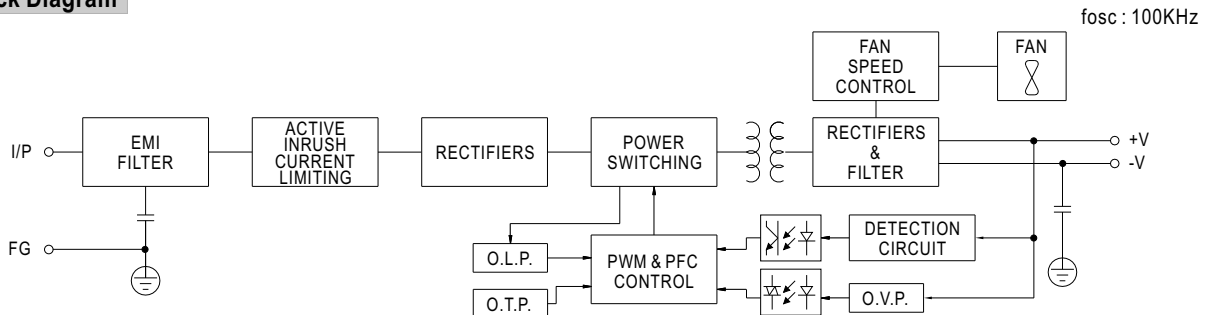 ck Diagram
fosc : 100KHz
FAN
SPEED
CONTROL
FAN
I/P
EMI
FILTER
ACTIVE
INRUSH
CURRENT
LIMITING
RECTIFIERS
POWER
SWITCHING
RECTIFIERS
&
FILTER
+V
-V
FG
O.L.P.
PWM & PFC
CONTROL
DETECTION
CIRCUIT
O.T.P.
O.V.P.